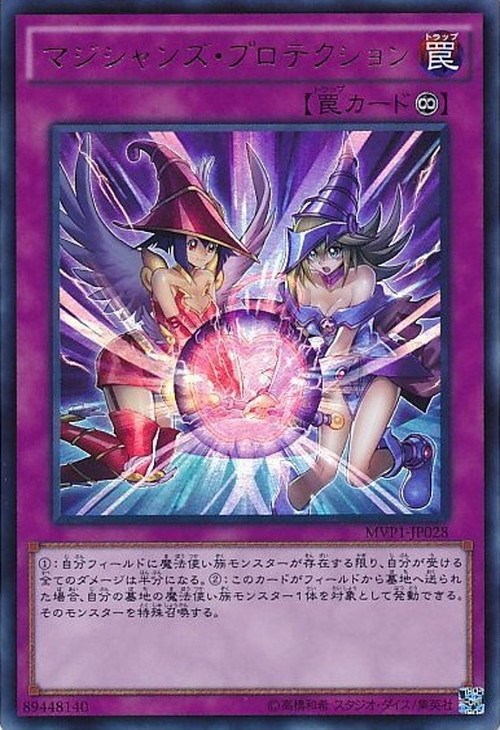 マジシャンズ・プロテクション
トラップ
罠
トラップ
【罠カード】
MVP1-JP028
①：自分フィールドに魔法使い族モンスターが存在する限り、自分が受ける
全てのダメージは半分になる。②：このカードがフィールドから墓地へ送られ
た場合、自分の墓地の魔法使い族モンスター1体を対象として発動できる。
そのモンスターを特殊召喚する。
89448140
©高橋和希 スタジオ・ダイス/集英社